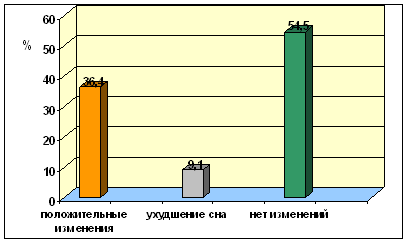 %
60
50
40
30
20
10
0
36,4
9,1
54,5
положительные
изменения
ухудшение сна
нет изменений